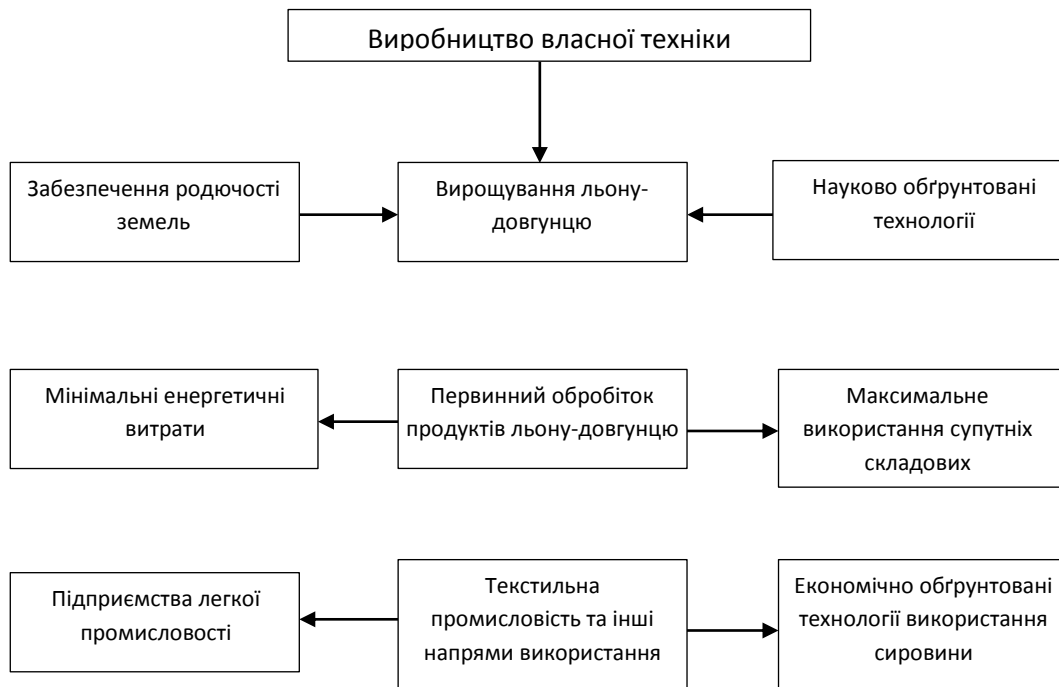 Виробництво власної техніки
Забезпечення родючості
земель
Вирощування льону-
довгунцю
Науково обґрунтовані
технології
Мінімальні енергетичні
витрати
Первинний обробіток
продуктів льону-довгунцю
Максимальне
використання супутніх
складових
Підприємства легкої
промисловості
Текстильна
промисловість та інші
напрями використання
Економічно обґрунтовані
технології використання
сировини